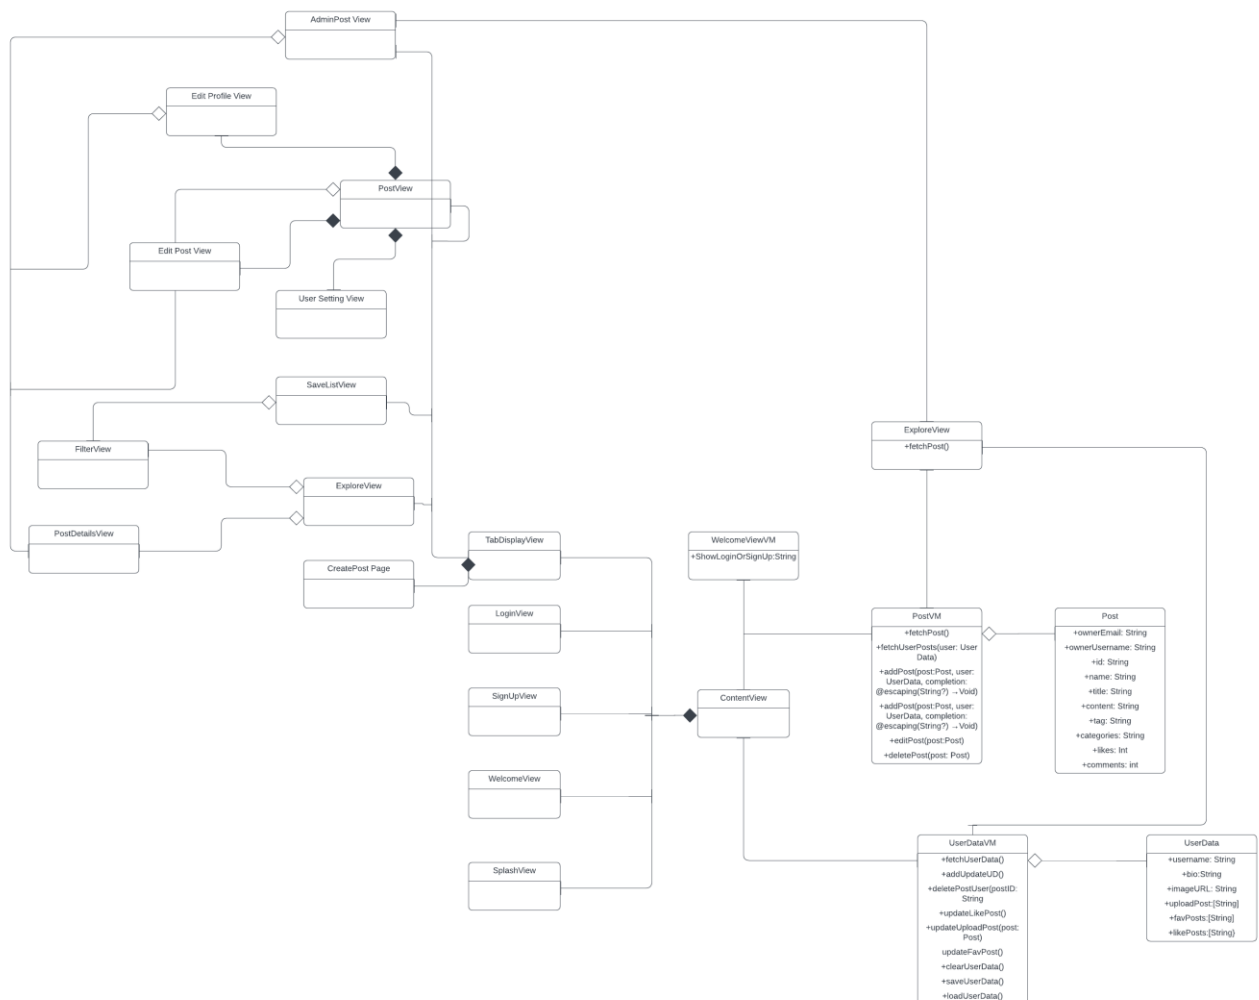 AdminPost View
Edit Profile View
PostView
Edit Post View
User Setting View
SaveListView
FilterView
ExploreView
PostDetailsView
CreatePost Page
TabDisplayView
LoginView
SignUpView
WelcomeView
SplashView
WelcomeViewVM
+ShowLoginOrSignUp:String
ContentView
ExploreView
+fetchPost()
PostVM
+fetchPost()
+fetchUserPosts(user: User
Data)
+addPost(post:Post, user:
UserData, completion:
@escaping(String?) →Void)
+addPost(post:Post, user:
UserData, completion:
@escaping(String?) →Void)
+editPost(post:Post)
+deletePost(post: Post)
Post
+ownerEmail: String
+ownerUsername: String
+id: String
+name: String
+title: String
+content: String
+tag: String
+categories: String
+likes: Int
+comments: int
UserDataVM
+fetchUserData()
+addUpdateUD()
+deletePostUser(postID:
String
+updateLikePost()
+updateUploadPost(post:
Post)
updateFavPost()
+clearUserData()
+saveUserData()
+loadUserData()
UserData
+username: String
+bio:String
+imageURL: String
+uploadPost:[String]
+favPosts:[String]
+likePosts:[String}